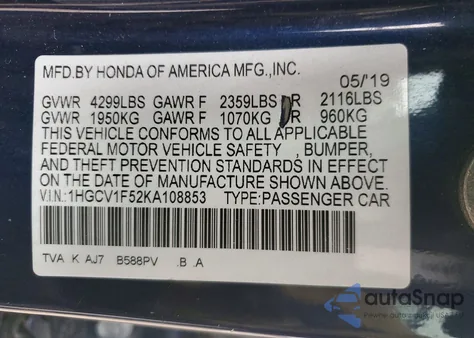 MFD.BY HONDA OF AMERICA MFG.,INC.
05/'19
GVWR 4299LBS GAWR F 2359LBS R 2116LBS
GVWR 1950KG GAWR F 1070KG R 960KG
THIS VEHICLE CONFORMS TO ALL APPLICABLE
FEDERAL MOTOR VEHICLE SAFETY , BUMPER,
AND THEFT PREVENTION STANDARDS IN EFFECT
ON THE DATE OF MANUFACTURE SHOWN ABOVE.
V.I.N:1HGCV1F52KA108853 TYPE:PASSENGER CAR
TVA K AJ7 B588PV .B .A
autoSnap